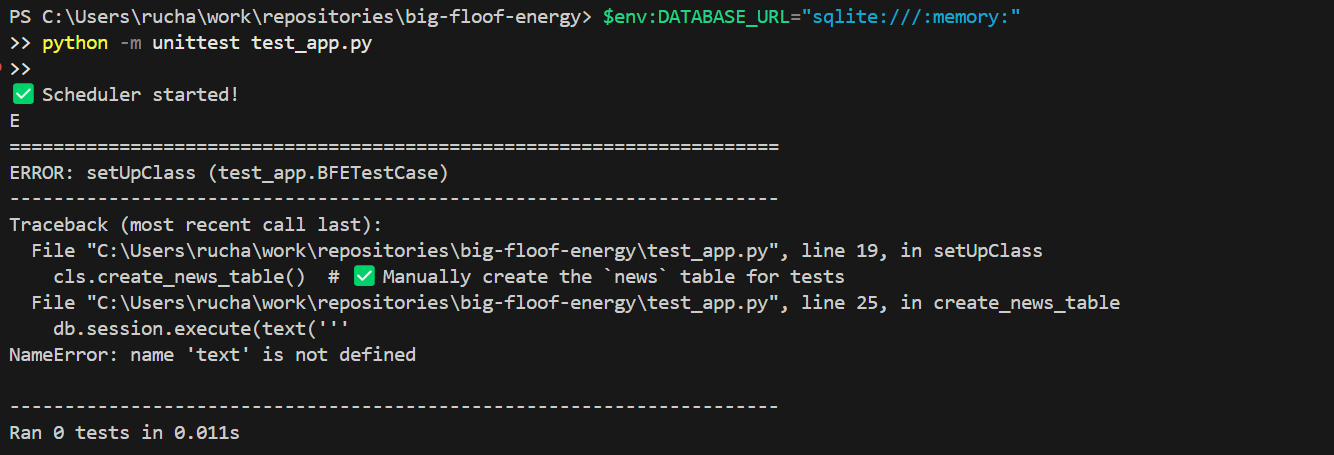 PS C:\Users\rucha\work\repositories\big-floof-energy> $env:DATABASE_URL="sqlite:///:memory:"
>> python -m unittest test_app.py
>>
✅ Scheduler started!
E
======================================================================
ERROR: setUpClass (test_app.BFETestCase)
----------------------------------------------------------------------
Traceback (most recent call last):
  File "C:\Users\rucha\work\repositories\big-floof-energy\test_app.py", line 19, in setUpClass
    cls.create_news_table()  # ✅ Manually create the `news` table for tests
  File "C:\Users\rucha\work\repositories\big-floof-energy\test_app.py", line 25, in create_news_table
    db.session.execute(text('''
NameError: name 'text' is not defined

----------------------------------------------------------------------
Ran 0 tests in 0.011s